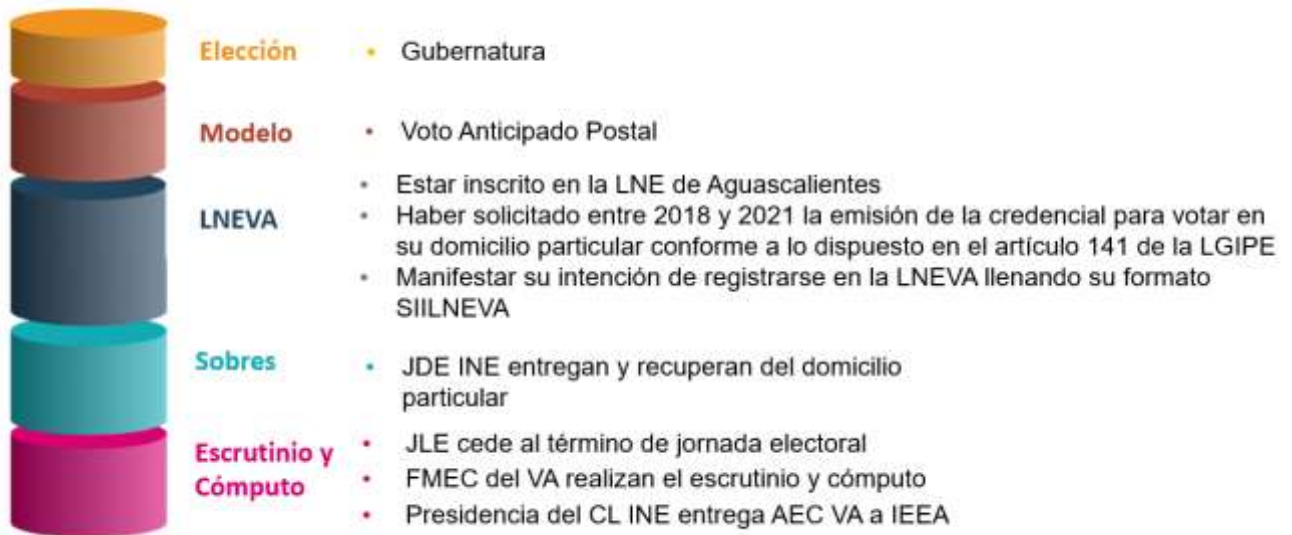 Elección
• Gubernatura
Modelo
• Voto Anticipado Postal
LNEVA
• Estar inscrito en la LNE de Aguascalientes
• Haber solicitado entre 2018 y 2021 la emisión de la credencial para votar en
su domicilio particular conforme a lo dispuesto en el artículo 141 de la LGIPE
• Manifestar su intención de registrarse en la LNEVA llenando su formato
SIILNEVA
Sobres
• JDE INE entregan y recuperan del domicilio
particular
Escrutinio y
Cómputo
• JLE cede al término de jornada electoral
• FMEC del VA realizan el escrutinio y cómputo
• Presidencia del CL INE entrega AEC VA a IEEA